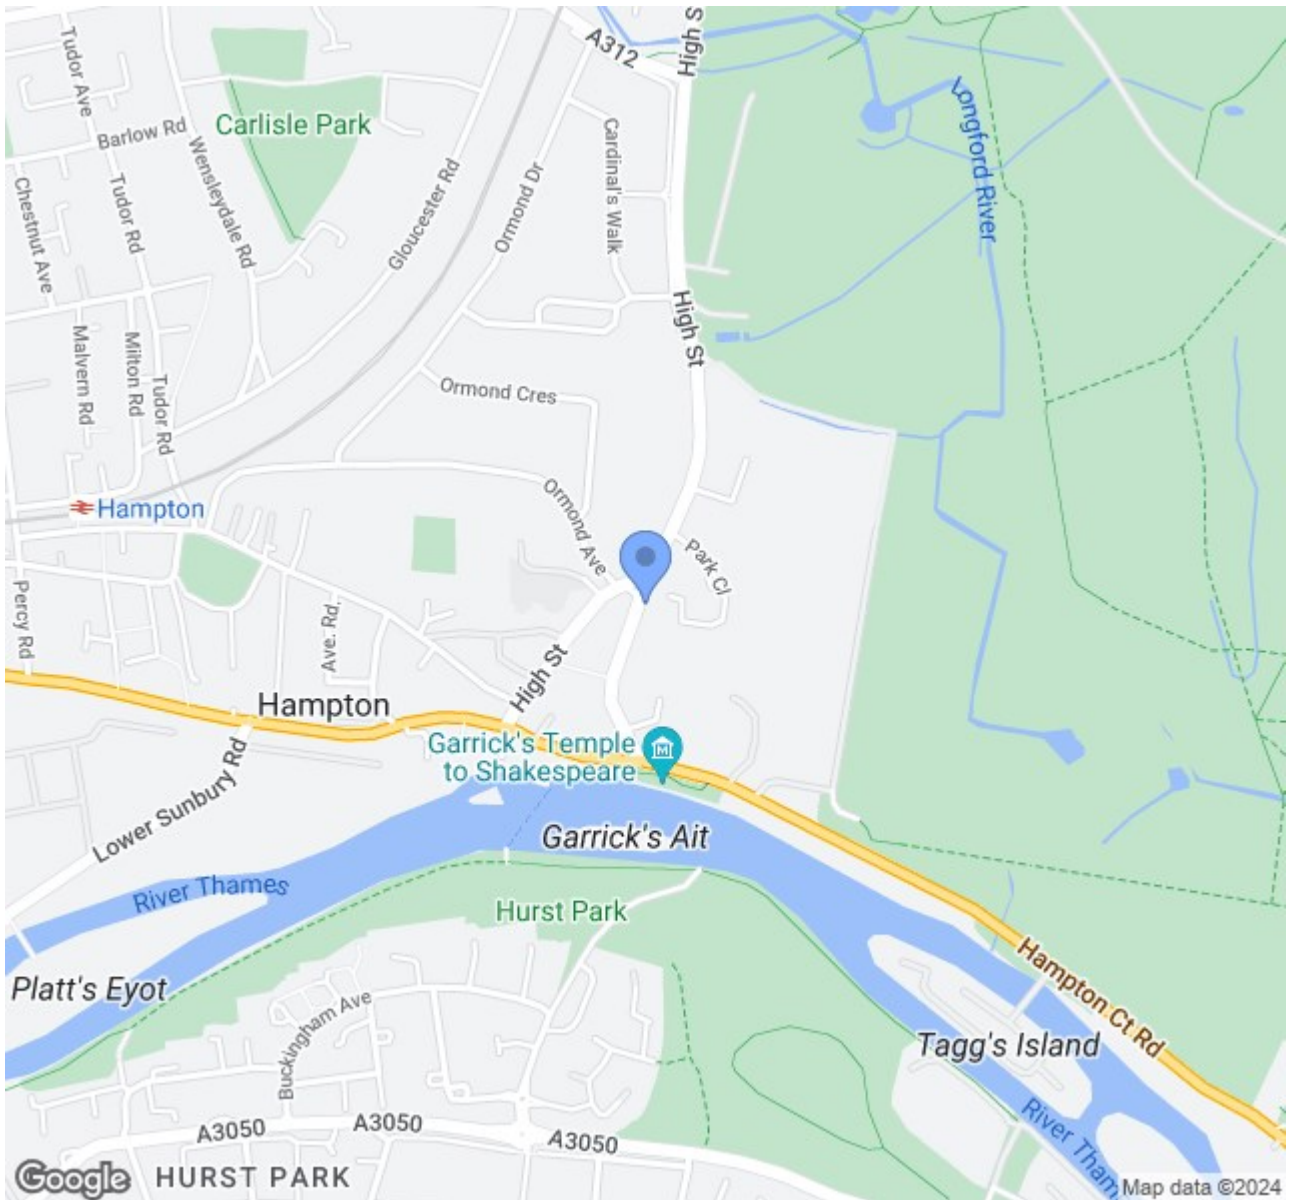 A312
High S
Tudor Ave
Carlisle Park
Barlow Rd
Wensleydale Rd
Cardinal's Walk
Longford River
Chestnut Ave
Tudor Rd
Gloucester Rd
Ormond Dr
High St
Malvern Rd
Milton Rd
Tudor Rd
Ormond Cres
Hampton
Ormond Ave
Park Cl
Percy Rd
Ave. Rd.
High St
Hampton
Garrick's Temple
to Shakespeare
Lower Sunbury Rd
Garrick's Ait
River Thames
Hurst Park
Hampton Ct Rd
Platt's Eyot
Buckingham Ave
Tagg's Island
River Tham
A3050
A3050
A3050
Google
HURST PARK
Map data ©2024